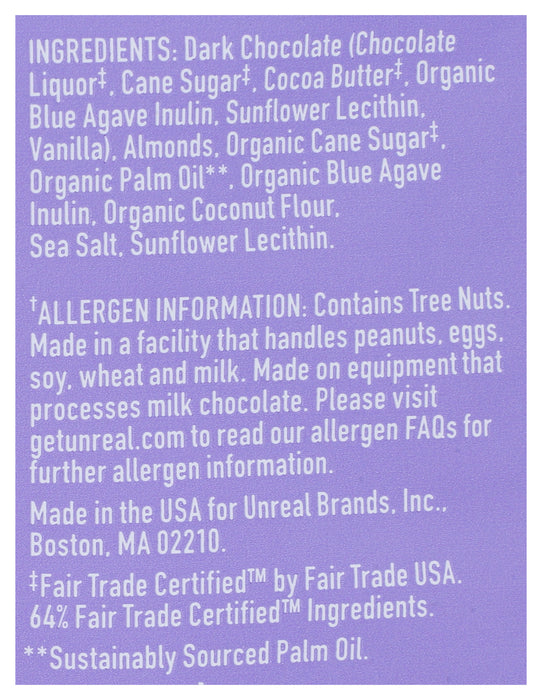 INGREDIENTS: Dark Chocolate (Chocolate
Liquor‡, Cane Sugar‡, Cocoa Butter‡, Organic
Blue Agave Inulin, Sunflower Lecithin,
Vanilla), Almonds, Organic Cane Sugar‡,
Organic Palm Oil**, Organic Blue Agave
Inulin, Organic Coconut Flour,
Sea Salt, Sunflower Lecithin.
†ALLERGEN INFORMATION: Contains Tree Nuts.
Made in a facility that handles peanuts, eggs,
soy, wheat and milk. Made on equipment that
processes milk chocolate. Please visit
getunreal.com to read our allergen FAQs for
further allergen information.
Made in the USA for Unreal Brands, Inc.,
Boston, MA 02210.
‡Fair Trade Certified™ by Fair Trade USA.
64% Fair Trade Certified™ Ingredients.
**Sustainably Sourced Palm Oil.